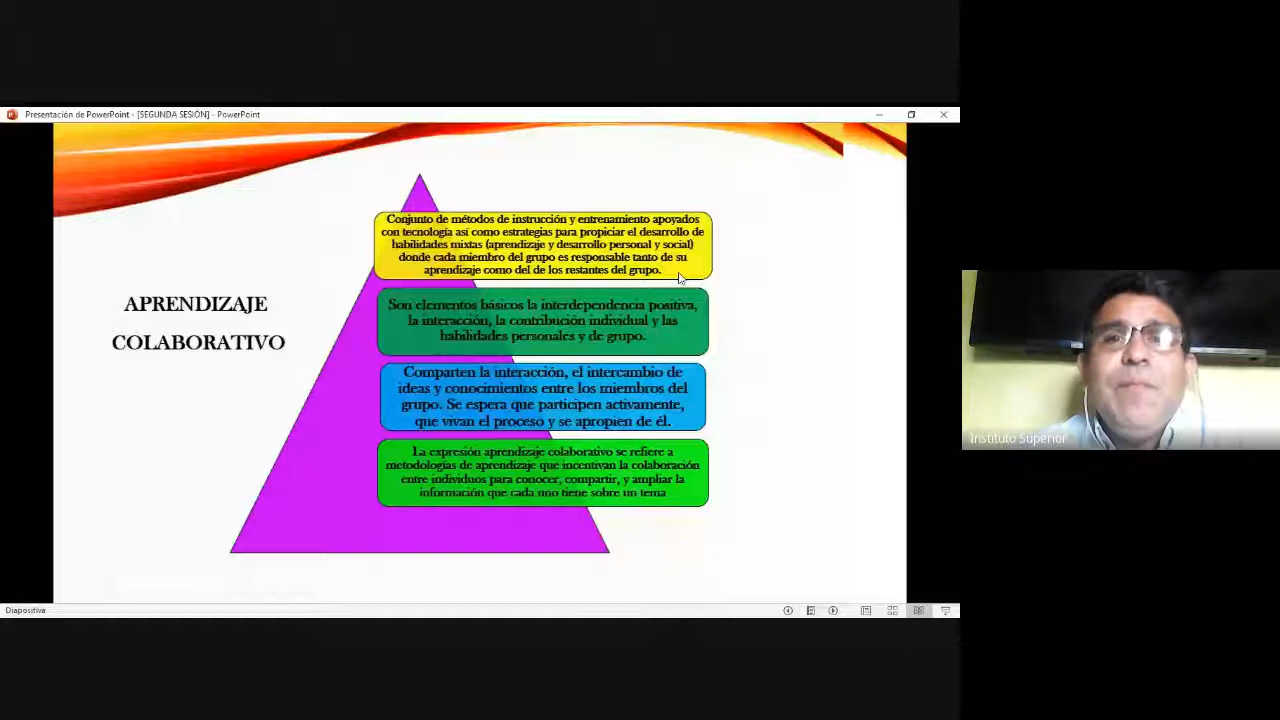 Presentación de PowerPoint - [SEGUNDA SESIÓN] - PowerPoint
APRENDIZAJE
COLABORATIVO
Conjunto de métodos de instrucción y entrenamiento apoyados
con tecnología así como estrategias para propiciar el desarrollo de
habilidades mixtas (aprendizaje y desarrollo personal y social)
donde cada miembro del grupo es responsable tanto de su
aprendizaje como del de los restantes del grupo.
Son elementos básicos la interdependencia positiva,
la interacción, la contribución individual y las
habilidades personales y de grupo.
Comparten la interacción, el intercambio de
ideas y conocimientos entre los miembros del
grupo. Se espera que participen activamente,
que vivan el proceso y se apropien de él.
La expresión aprendizaje colaborativo se refiere a
metodologías de aprendizaje que incentivan la colaboración
entre individuos para conocer, compartir, y ampliar la
información que cada uno tiene sobre un tema
Instituto Superior
Diapositiva